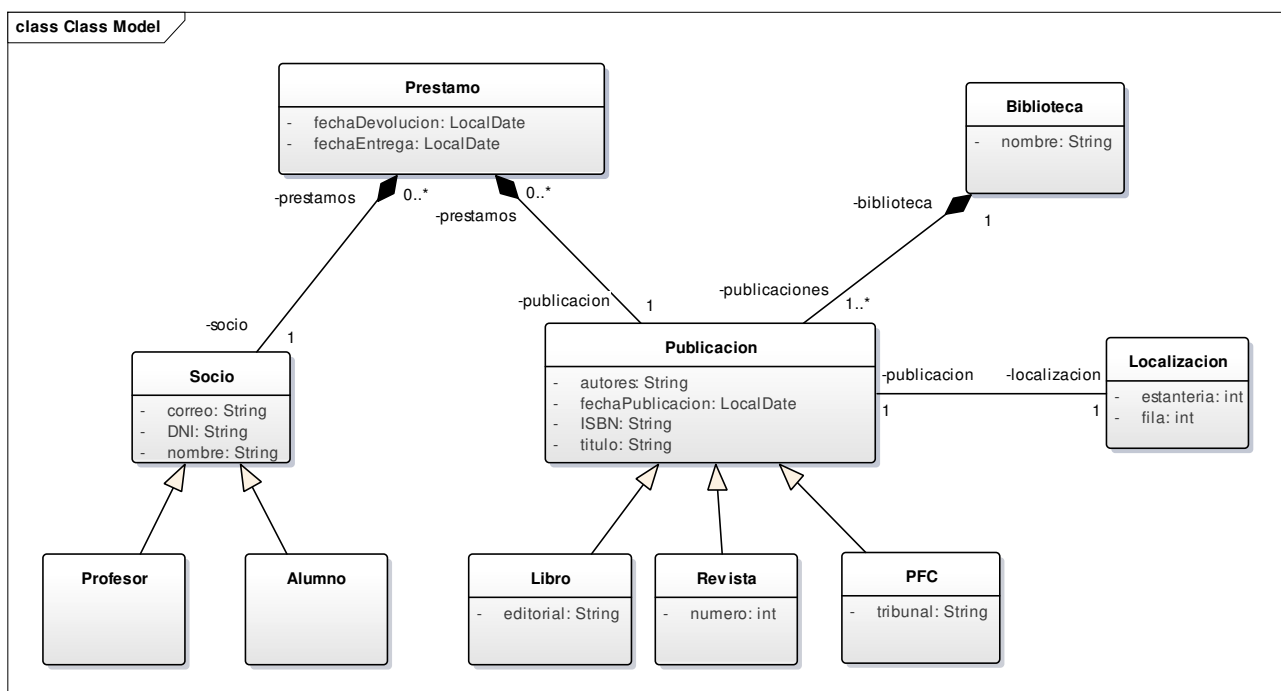 class Class Model
Prestamo
- fechaDevolucion: LocalDate
- fechaEntrega: LocalDate
Biblioteca
- nombre: String
-prestamos
0..*
0..*
-prestamos
-biblioteca
1
-publicaciones
1..*
-publicacion
1
-socio
1
Socio
- correo: String
- DNI: String
- nombre: String
Publicacion
- autores: String
- fechaPublicacion: LocalDate
- ISBN: String
- titulo: String
-publicacion
1
-localizacion
1
Localizacion
- estanteria: int
- fila: int
Profesor
Alumno
Libro
- editorial: String
Revista
- numero: int
PFC
- tribunal: String